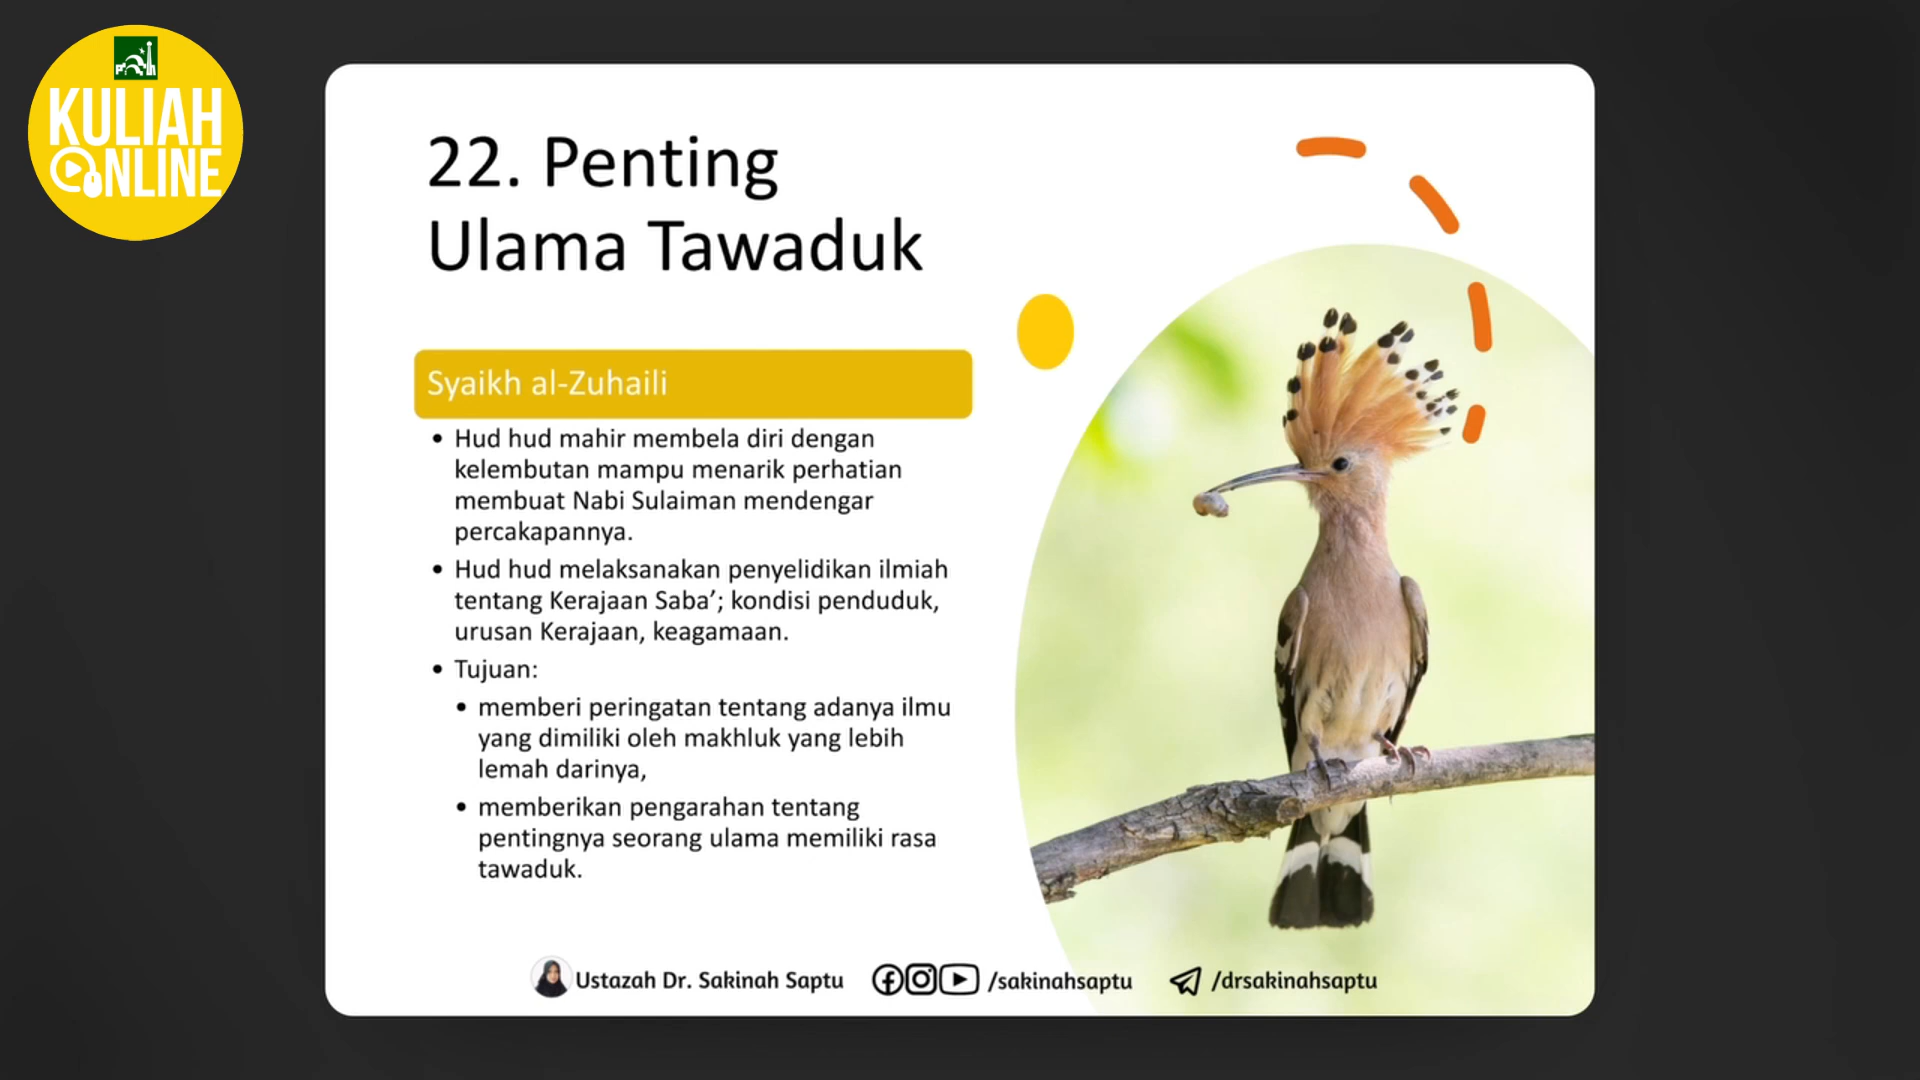 KULIAH
ONLINE
22. Penting
Ulama Tawaduk
Syaikh al-Zuhaili
• Hud hud mahir membela diri dengan
kelembutan mampu menarik perhatian
membuat Nabi Sulaiman mendengar
percakapannya.
• Hud hud melaksanakan penyelidikan ilmiah
tentang Kerajaan Saba’; kondisi penduduk,
urusan Kerajaan, keagamaan.
• Tujuan:
• memberi peringatan tentang adanya ilmu
yang dimiliki oleh makhluk yang lebih
lemah darinya,
• memberikan pengarahan tentang
pentingnya seorang ulama memiliki rasa
tawaduk.
Ustazah Dr. Sakinah Saptu /sakinahsaptu /drsakinahsaptu